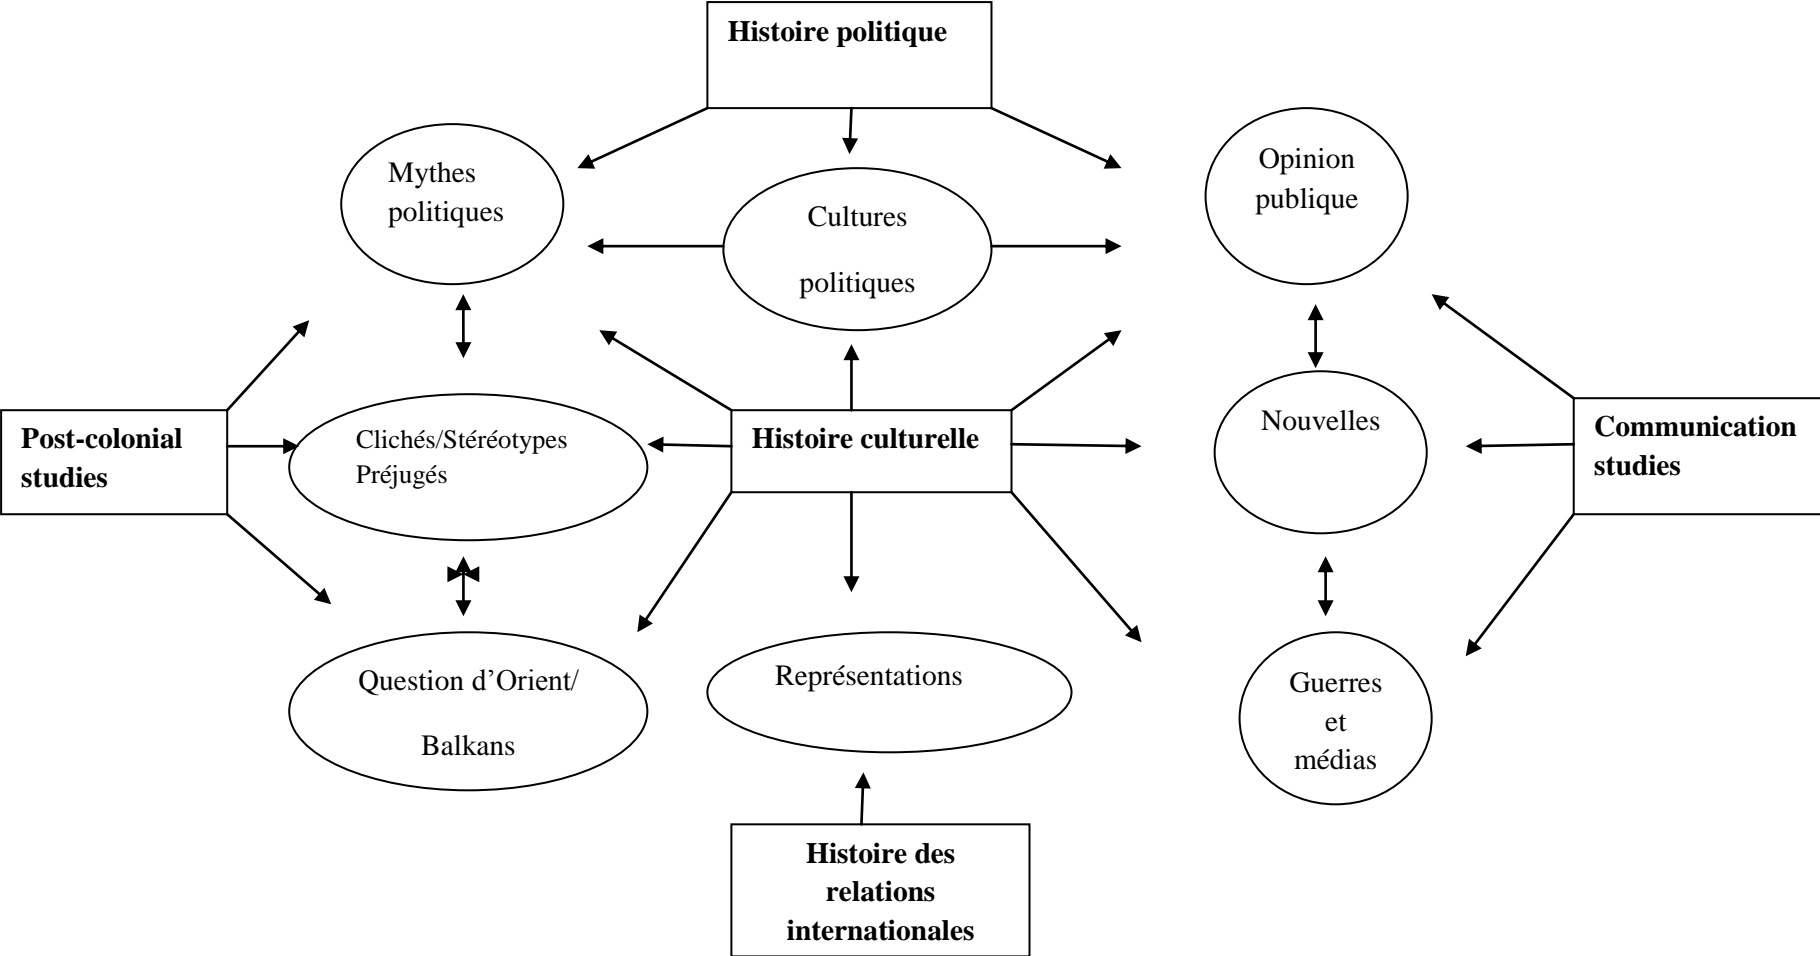 Histoire politique
Mythes
politiques
Cultures
politiques
Opinion
publique
Post-colonial
studies
Clichés/Stéréotypes
Préjugés
Histoire culturelle
Nouvelles
Communication
studies
Question d’Orient/
Balkans
Représentations
Guerres
et
médias
Histoire des
relations
internationales